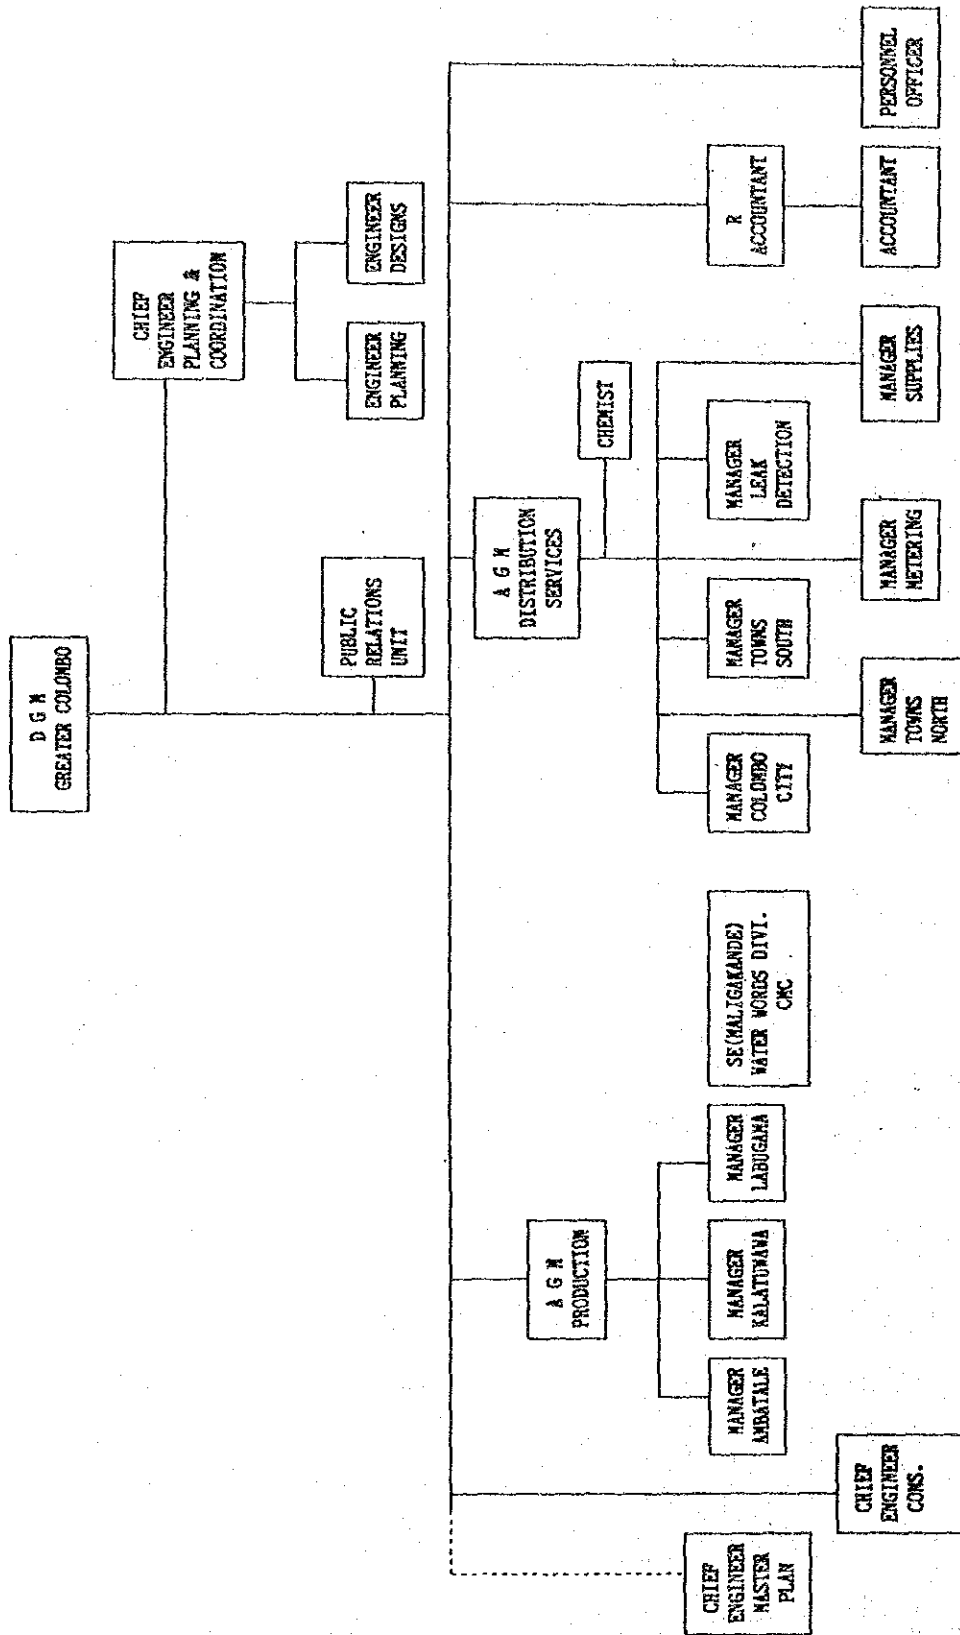 D G M
GREATER COLOMBO
CHIEF
ENGINEER
PLANNING &
COORDINATION
ENGINEER
PLANNING
ENGINEER
DESIGNS
PUBLIC
RELATIONS
UNIT
CHIEF
ENGINEER
MASTER
PLAN
CHIEF
ENGINEER
CONS.
A G M
PRODUCTION
MANAGER
AMBATALE
MANAGER
KALATUWAWA
MANAGER
LABUGAMA
SE(MALIGAKANDE)
WATER WORDS DIVI.
CMC
A G M
DISTRIBUTION
SERVICES
CHEMIST
MANAGER
COLOMBO
CITY
MANAGER
TOWNS
NORTH
MANAGER
TOWNS
SOUTH
MANAGER
METERING
MANAGER
LEAK
DETECTION
MANAGER
SUPPLIES
R
ACCOUNTANT
ACCOUNTANT
PERSONNEL
OFFICER